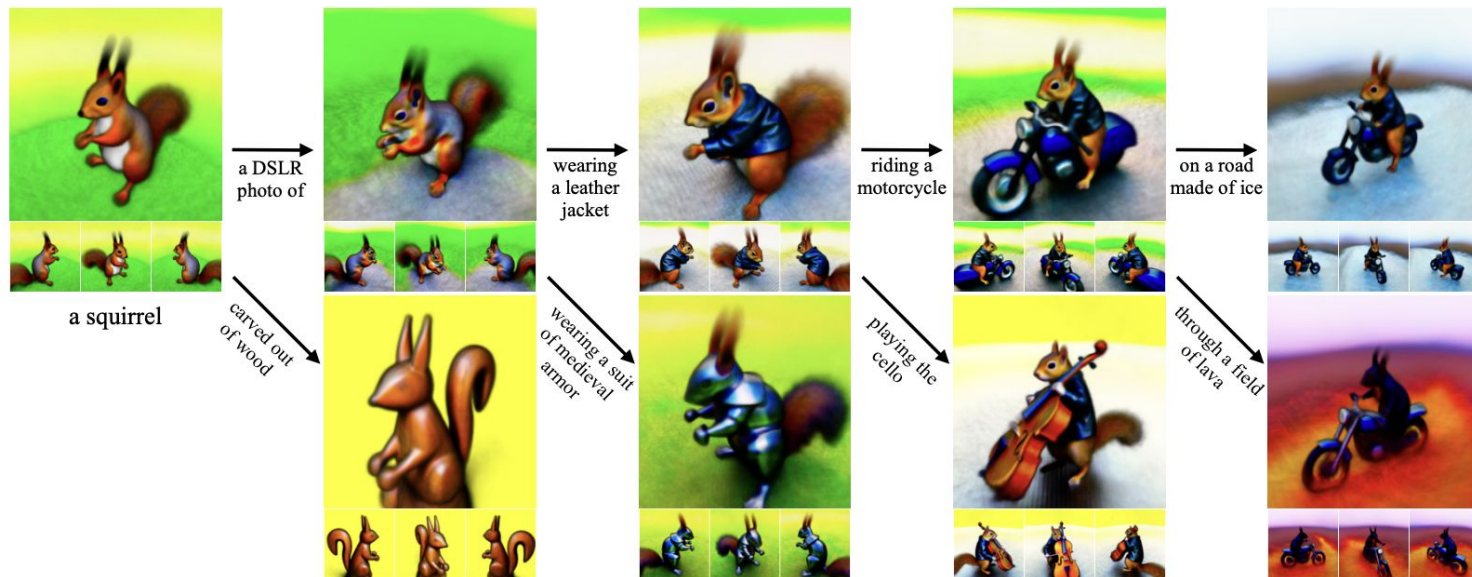 a squirrel
a DSLR
photo of
wearing
a leather
jacket
riding a
motorcycle
on a road
made of ice
carved out
of wood
wearing a suit
of medieval
armor
playing the
cello
through a field
of lava